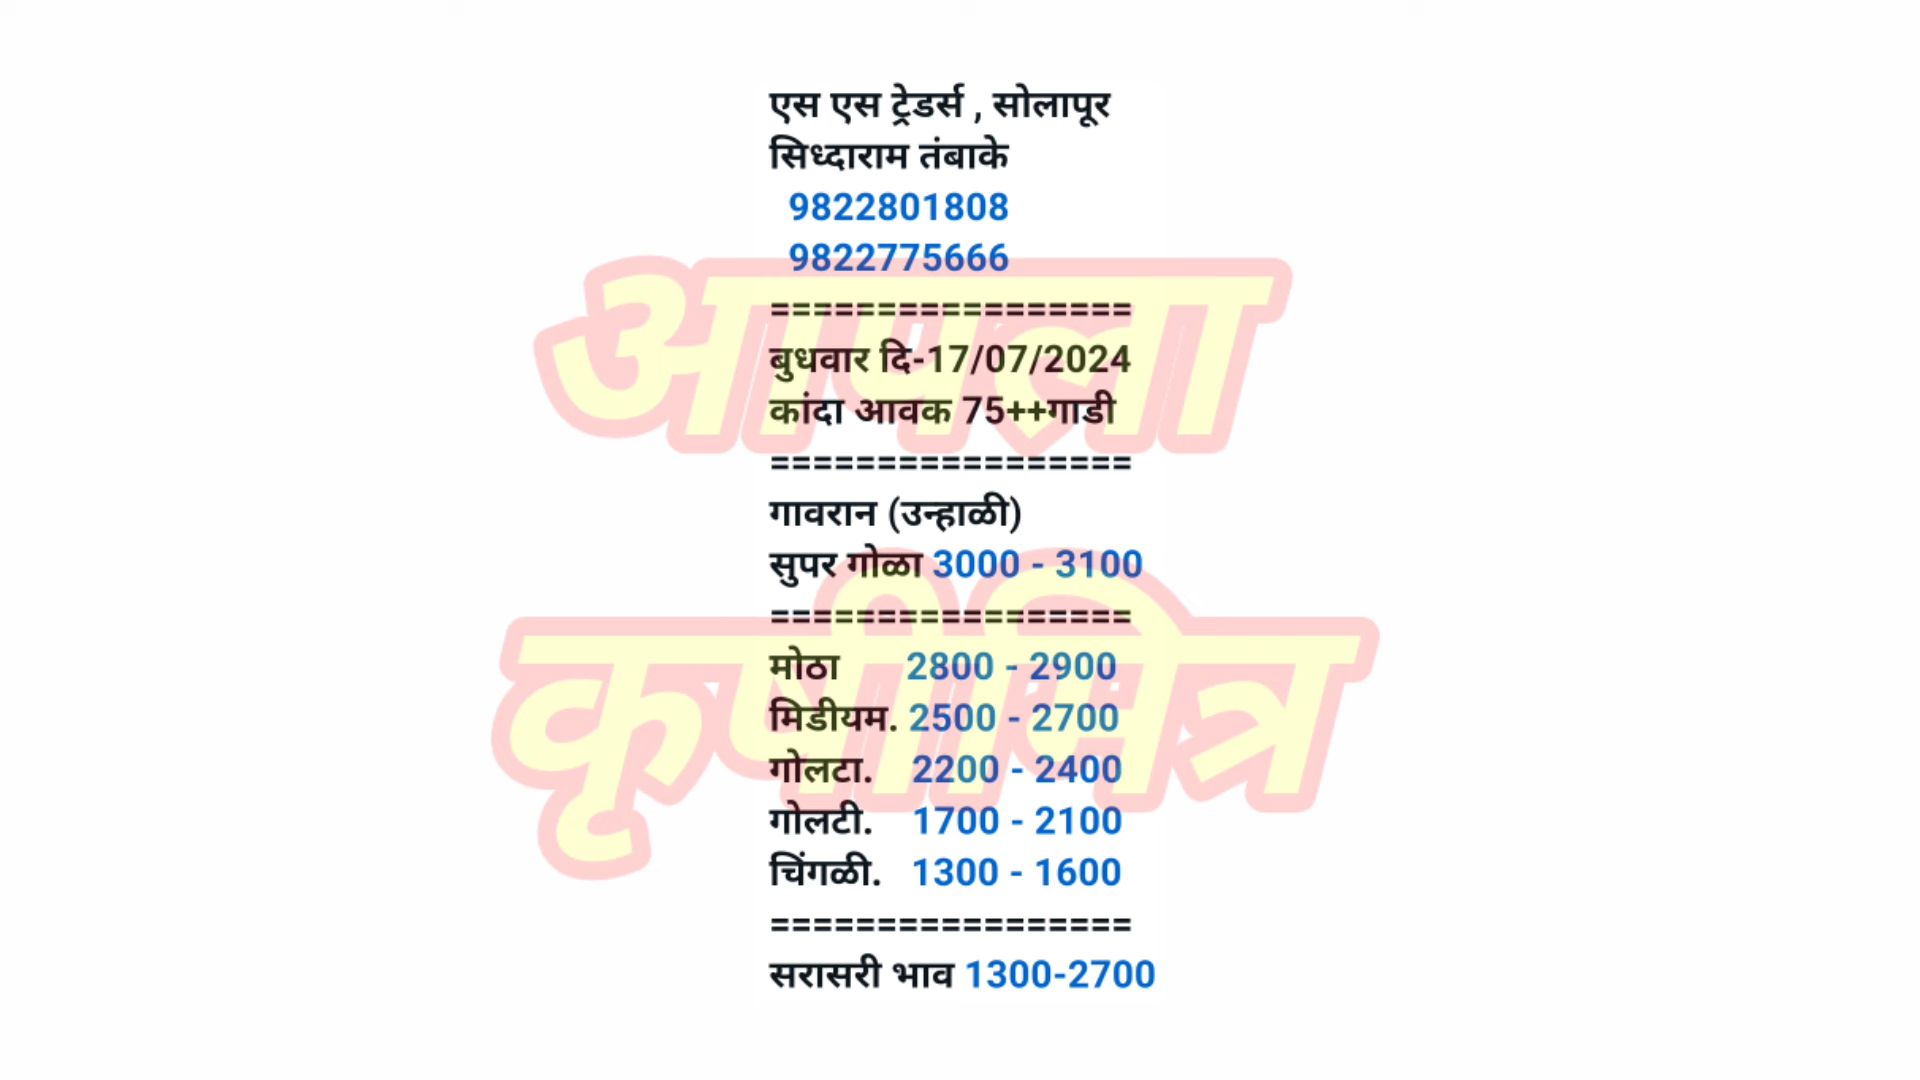 एस एस ट्रेडर्स , सोलापूर
सिध्दाराम तंबाके
9822801808
9822775666
=================
बुधवार दि-17/07/2024
कांदा आवक 75++गाडी
=================
गावरान (उन्हाळी)
सुपर गोळा 3000 - 3100
=================
मोठा 2800 - 2900
मिडीयम. 2500 - 2700
गोलटा. 2200 - 2400
गोलटी. 1700 - 2100
चिंगळी. 1300 - 1600
=================
सरासरी भाव 1300-2700
आपला
कृषीमित्र